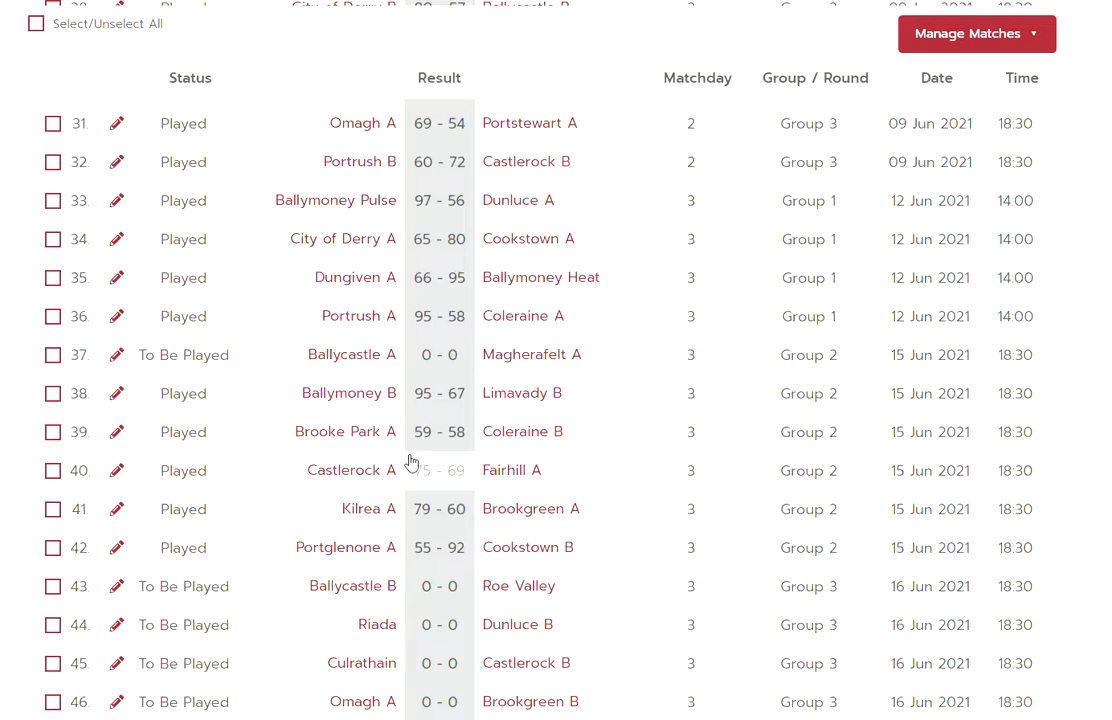 Select/Unselect All
Manage Matches
Status Result Matchday Group / Round Date Time
31. Played Omagh A 69 - 54 Portstewart A 2 Group 3 09 Jun 2021 18:30
32. Played Portrush B 60 - 72 Castlerock B 2 Group 3 09 Jun 2021 18:30
33. Played Ballymoney Pulse 97 - 56 Dunluce A 3 Group 1 12 Jun 2021 14:00
34. Played City of Derry A 65 - 80 Cookstown A 3 Group 1 12 Jun 2021 14:00
35. Played Dungiven A 66 - 95 Ballymoney Heat 3 Group 1 12 Jun 2021 14:00
36. Played Portrush A 95 - 58 Coleraine A 3 Group 1 12 Jun 2021 14:00
37. To Be Played Ballycastle A 0 - 0 Magherafelt A 3 Group 2 15 Jun 2021 18:30
38. Played Ballymoney B 95 - 67 Limavady B 3 Group 2 15 Jun 2021 18:30
39. Played Brooke Park A 59 - 58 Coleraine B 3 Group 2 15 Jun 2021 18:30
40. Played Castlerock A - 69 Fairhill A 3 Group 2 15 Jun 2021 18:30
41. Played Kilrea A 79 - 60 Brookgreen A 3 Group 2 15 Jun 2021 18:30
42. Played Portglenone A 55 - 92 Cookstown B 3 Group 2 15 Jun 2021 18:30
43. To Be Played Ballycastle B 0 - 0 Roe Valley 3 Group 3 16 Jun 2021 18:30
44. To Be Played Riada 0 - 0 Dunluce B 3 Group 3 16 Jun 2021 18:30
45. To Be Played Culrathain 0 - 0 Castlerock B 3 Group 3 16 Jun 2021 18:30
46. To Be Played Omagh A 0 - 0 Brookgreen B 3 Group 3 16 Jun 2021 18:30